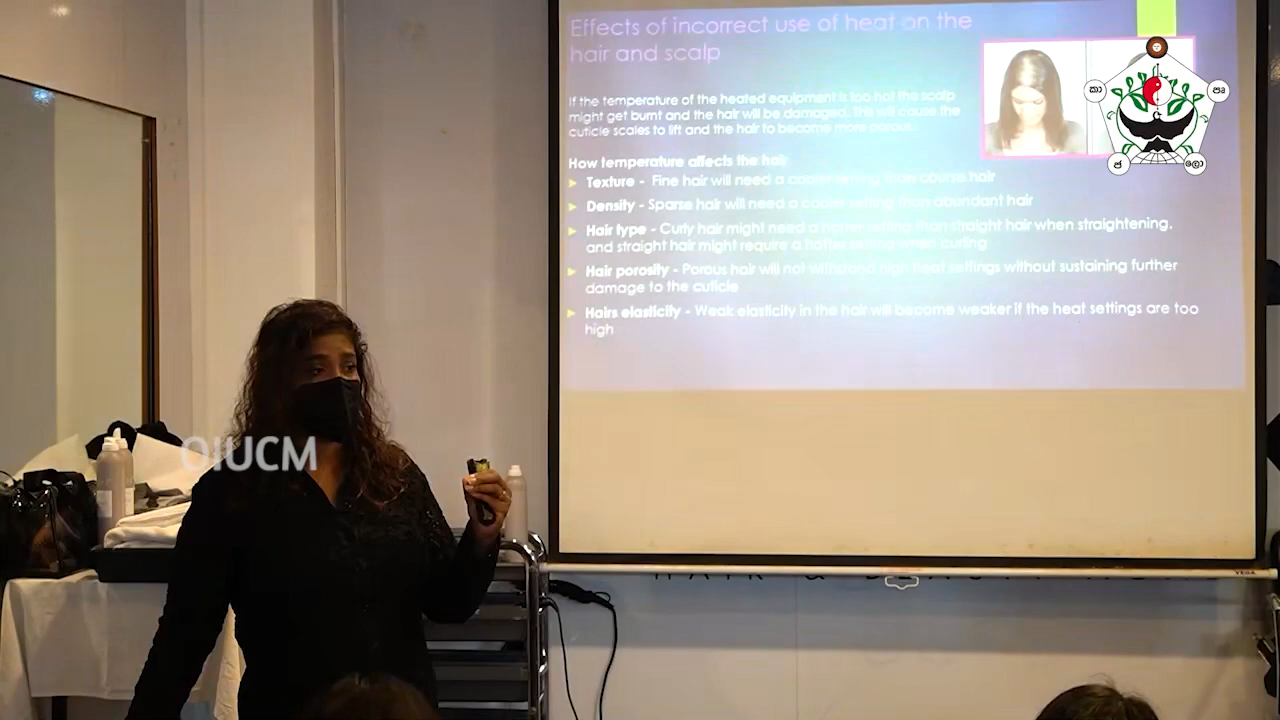 Effects of incorrect use of heat on the
hair and scalp
If the temperature of the heated equipment is too hot the scalp
might get burnt and the hair will be damaged. This will cause the
cuticle scales to lift and the hair to become more porous.
How temperature affects the hair
Texture - Fine hair will need a cooler setting than course hair
Density - Sparse hair will need a cooler setting than abundant hair
Hair type - Curly hair might need a hotter setting than straight hair when straightening,
and straight hair might require a hotter setting when curling
Hair porosity - Porous hair will not withstand high heat settings without sustaining further
damage to the cuticle
Hairs elasticity - Weak elasticity in the hair will become weaker if the heat settings are too
high
කා
පෘ
ජ
ලො
OIUCM
VEGA
HAIR & BEAUTY